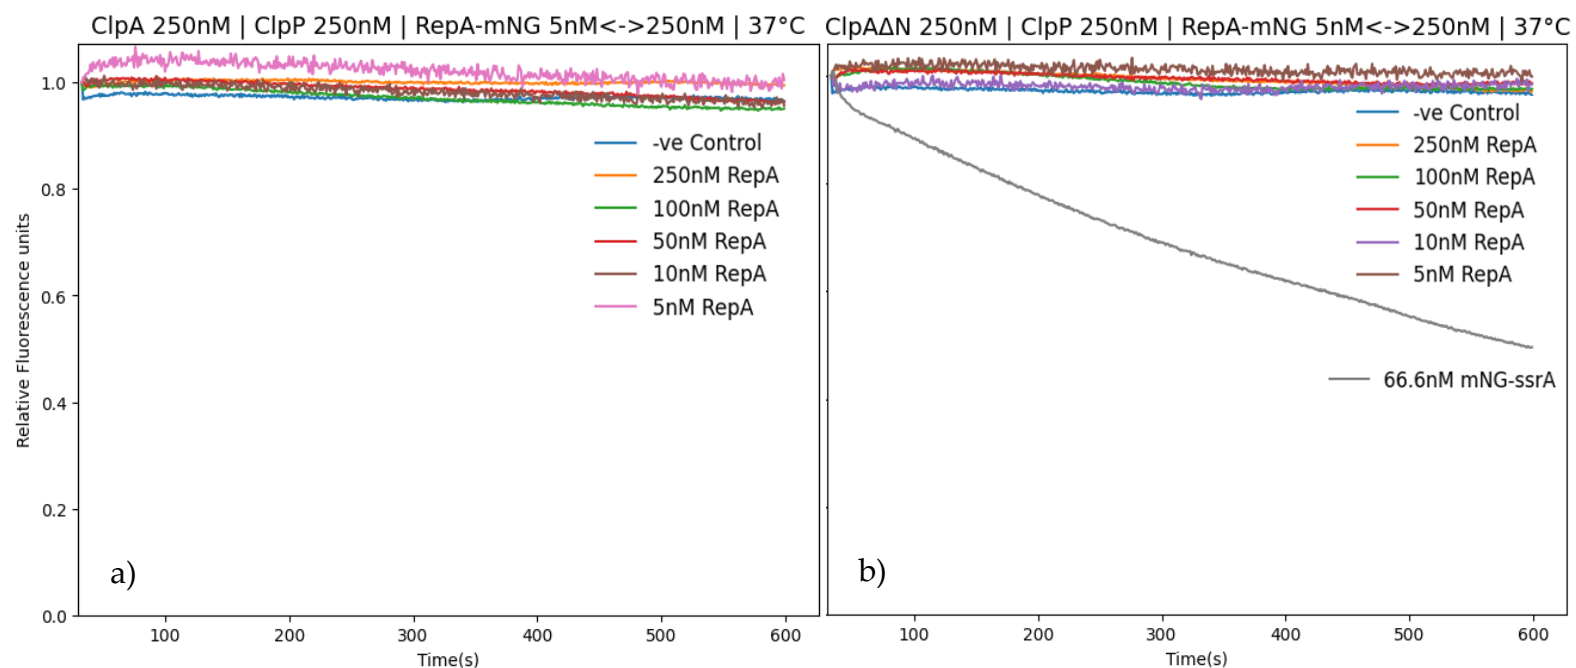 ClpA 250nM | ClpP 250nM | RepA-mNG 5nM<->250nM | 37°C
Relative Fluorescence units
1.0
0.8
0.6
0.4
0.2
0.0
-ve Control
250nM RepA
100nM RepA
50nM RepA
10nM RepA
5nM RepA
a)
100 200 300 400 500 600
Time(s)
ClpAΔN 250nM | ClpP 250nM | RepA-mNG 5nM<->250nM | 37°C
-ve Control
250nM RepA
100nM RepA
50nM RepA
10nM RepA
5nM RepA
66.6nM mNG-ssrA
b)
100 200 300 400 500 600
Time(s)